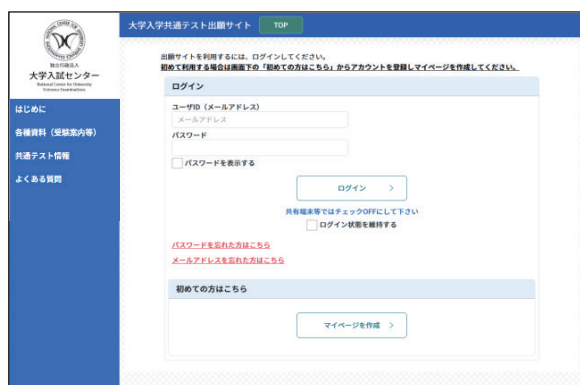 大学入学共通テスト出願サイト
TOP
独立行政法人
大学入試センター
National Center for University
Entrance Examinations
はじめに
各種資料（受験案内等）
共通テスト情報
よくある質問
出願サイトを利用するには、ログインしてください。
初めて利用する場合は画面下の「初めての方はこちら」からアカウントを登録しマイページを作成してください。
ログイン
ユーザID（メールアドレス）
メールアドレス
パスワード
パスワードを表示する
ログイン >
共有端末等ではチェックOFFにして下さい
ログイン状態を維持する
パスワードを忘れた方はこちら
メールアドレスを忘れた方はこちら
初めての方はこちら
マイページを作成 >